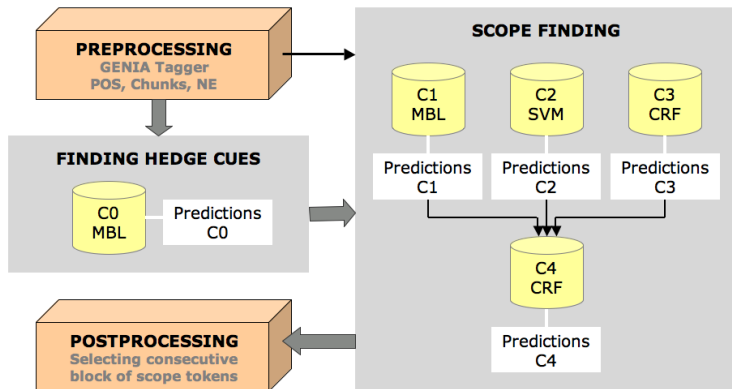 PREPROCESSING
GENIA Tagger
POS, Chunks, NE
FINDING HEDGE CUES
C0
MBL
Predictions
C0
SCOPE FINDING
C1
MBL
C2
SVM
C3
CRF
Predictions
C1
Predictions
C2
Predictions
C3
C4
CRF
Predictions
C4
POSTPROCESSING
Selecting consecutive
block of scope tokens